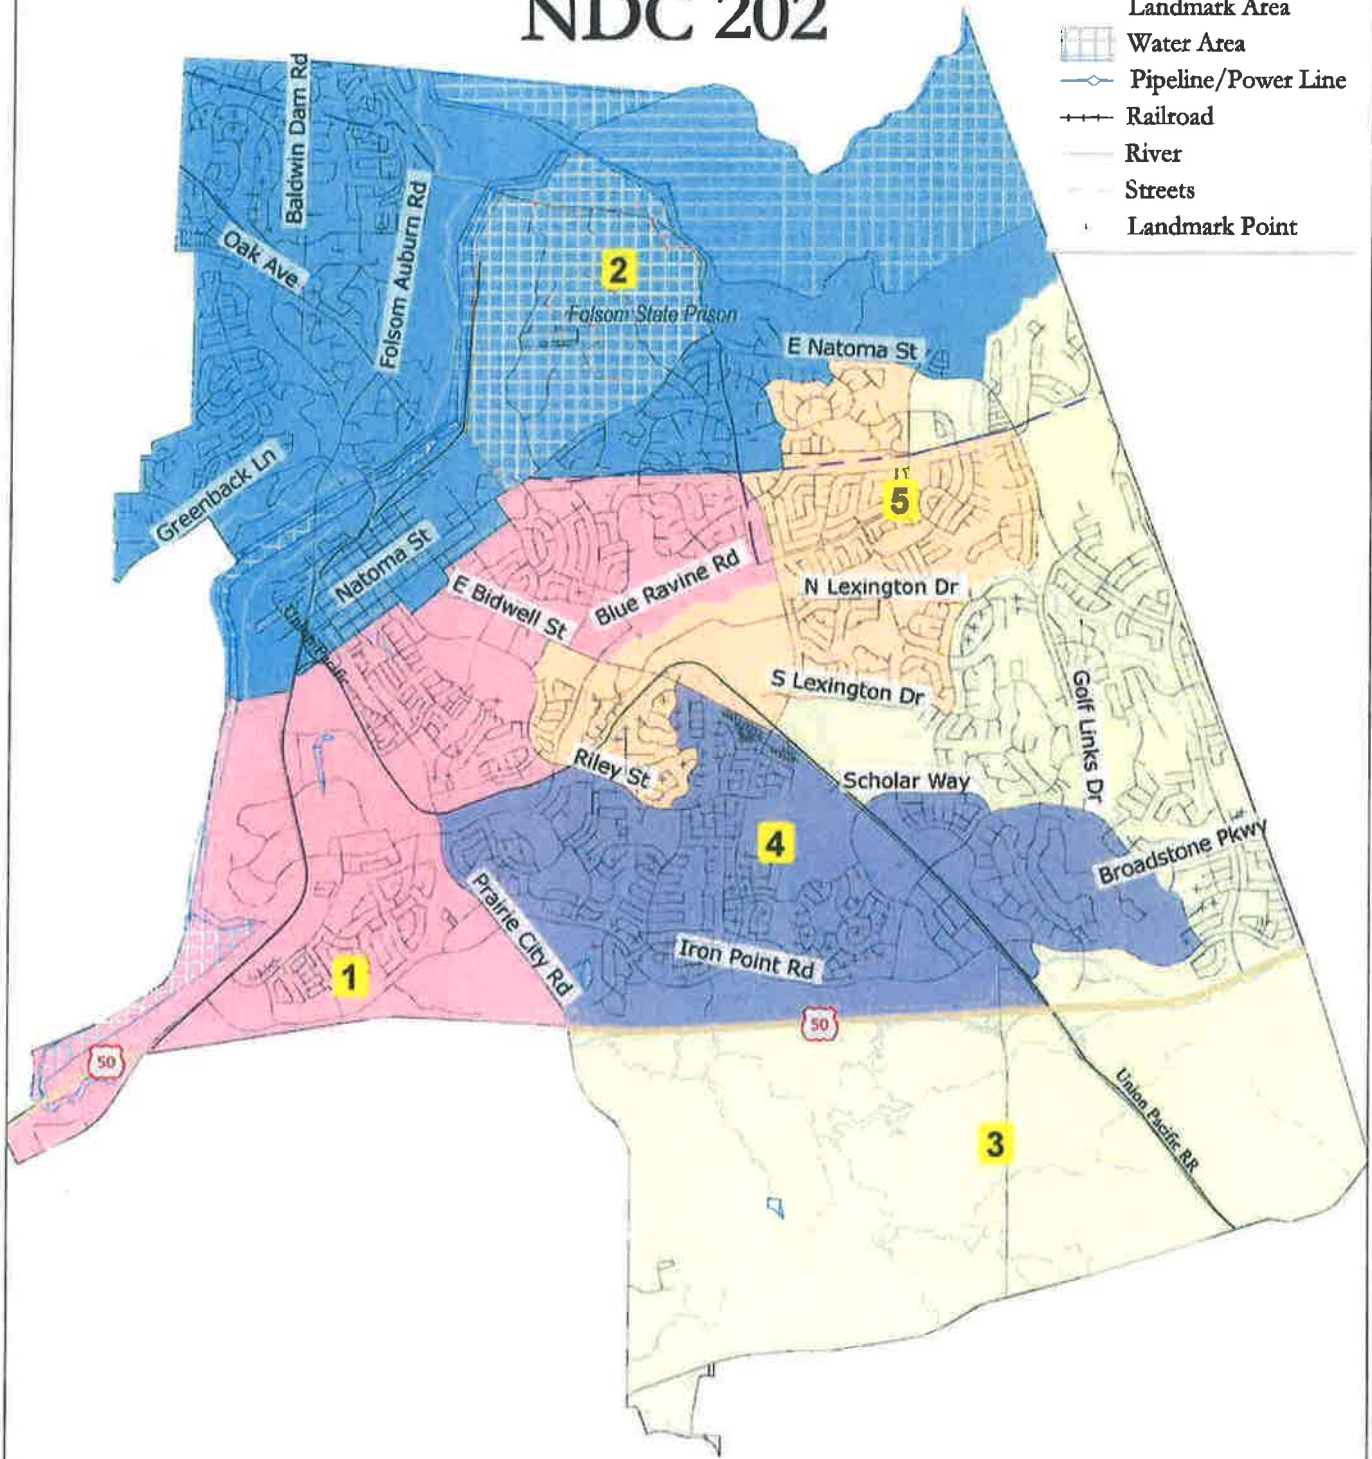 NDC 202
Landmark Area
Water Area
Pipeline/Power Line
Railroad
River
Streets
Landmark Point
Baldwin Dam Rd
Folsom Auburn Rd
Oak Ave
2
Folsom State Prison
E Natoma St
Greenback Ln
5
Natoma St
E Bidwell St
Blue Ravine Rd
N Lexington Dr
Union Pacific
S Lexington Dr
Golf Links Dr
Riley St
Scholar Way
4
Broadstone Pkwy
Prairie City Rd
Iron Point Rd
1
50
50
Union Pacific RR
3